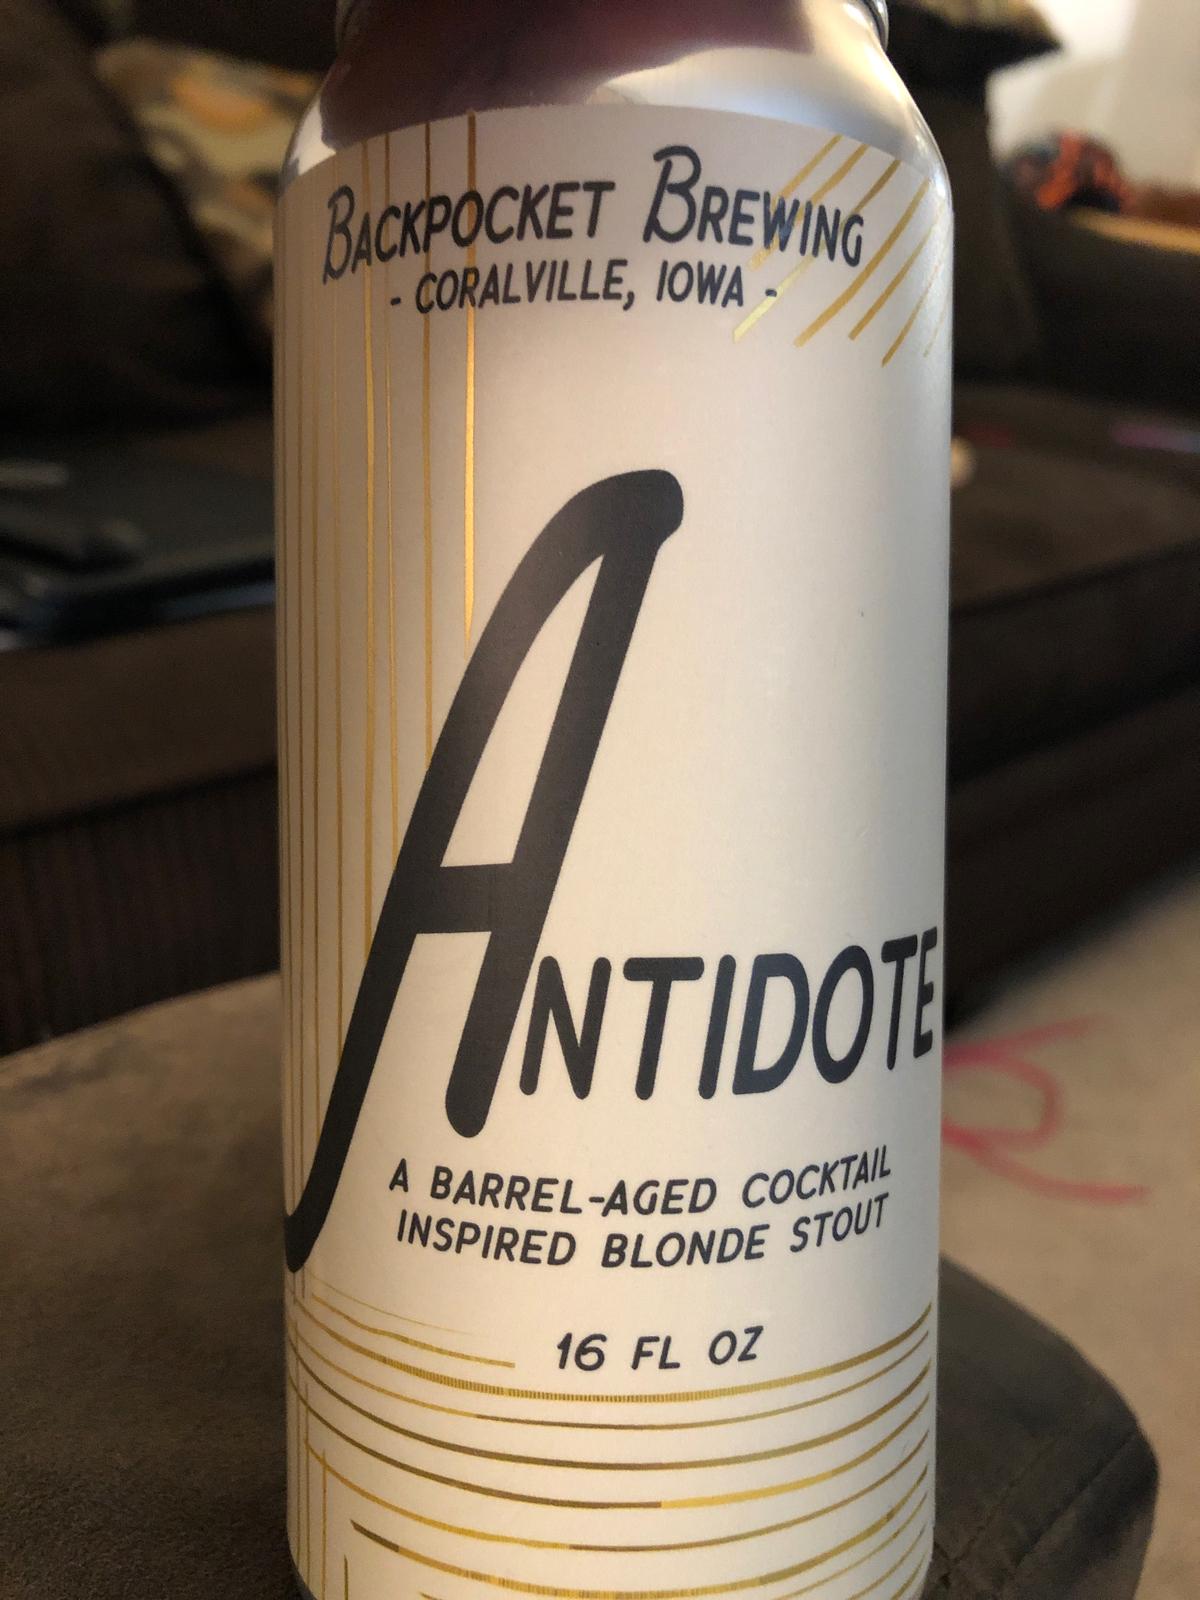 BACKPOCKET BREWING
- CORALVILLE, IOWA -
ANTIDOTE
A BARREL-AGED COCKTAIL
INSPIRED BLONDE STOUT
16 FL OZ